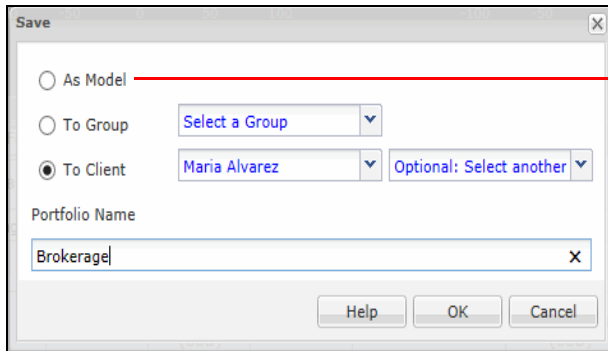 Save
As Model
To Group Select a Group
To Client Maria Alvarez Optional: Select another
Portfolio Name
Brokerage
Help OK Cancel